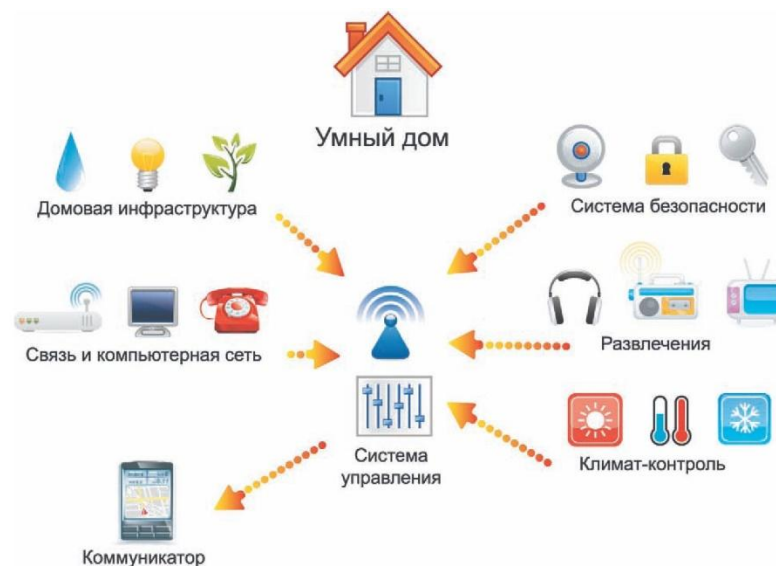 Умный дом
Домовая инфраструктура
Система безопасности
Связь и компьютерная сеть
Развлечения
Система
управления
Климат-контроль
Коммуникатор